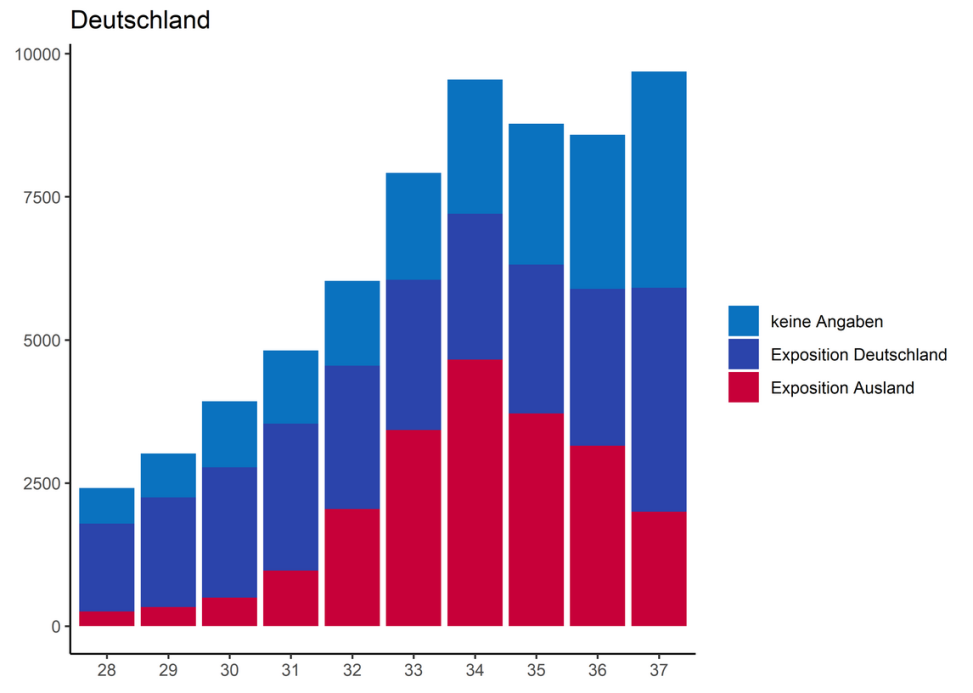 Deutschland
10000
7500
5000
2500
0
28 29 30 31 32 33 34 35 36 37
keine Angaben
Exposition Deutschland
Exposition Ausland